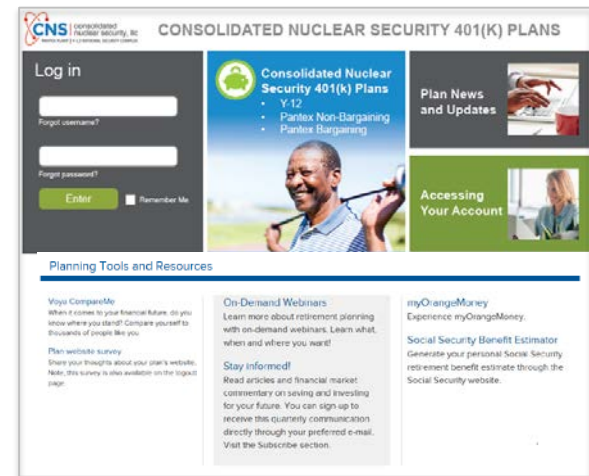 CNS consolidated
nuclear security, llc
CONSOLIDATED NUCLEAR SECURITY 401(K) PLANS
Log in
Forgot username?
Forgot password?
Enter
Remember Me
Consolidated Nuclear
Security 401(k) Plans
• Y-12
• Pantex Non-Bargaining
• Pantex Bargaining
Plan News
and Updates
Accessing
Your Account
Planning Tools and Resources
Voya CompareMe
When it comes to your financial future, do you
know where you stand? Compare yourself to
thousands of people like you
Plan website survey
Share your thoughts about your plan's website.
Note, this survey is also available on the logout
page.
On-Demand Webinars
Learn more about retirement planning
with on-demand webinars. Learn what,
when and where you want!
Stay informed!
Read articles and financial market
commentary on saving and investing
for your future. You can sign up to
receive this quarterly communication
directly through your preferred e-mail.
Visit the Subscribe section.
myOrangeMoney
Experience myOrangeMoney.
Social Security Benefit Estimator
Generate your personal Social Security
retirement benefit estimate through the
Social Security website.